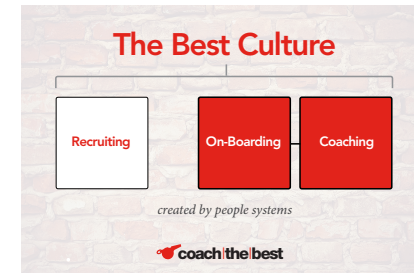 The Best Culture
Recruiting
On-Boarding
Coaching
created by people systems
coach|the|best